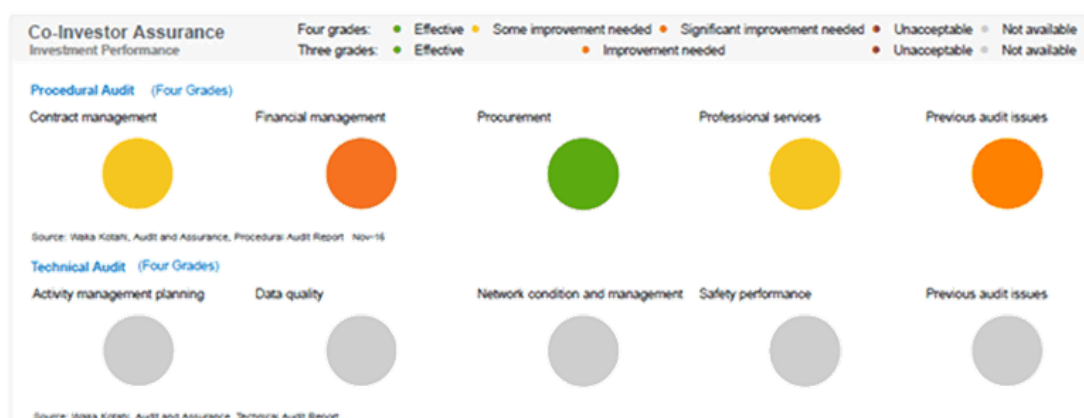 Co-Investor Assurance
Investment Performance
Four grades: Effective Some improvement needed Significant improvement needed Unacceptable Not available
Three grades: Effective Improvement needed Unacceptable Not available
Procedural Audit (Four Grades)
Contract management Financial management Procurement Professional services Previous audit issues
Source: Waka Kotahi, Audit and Assurance, Procedural Audit Report Nov-16
Technical Audit (Four Grades)
Activity management planning Data quality Network condition and management Safety performance Previous audit issues
Source: Waka Kotahi, Audit and Assurance, Technical Audit Report